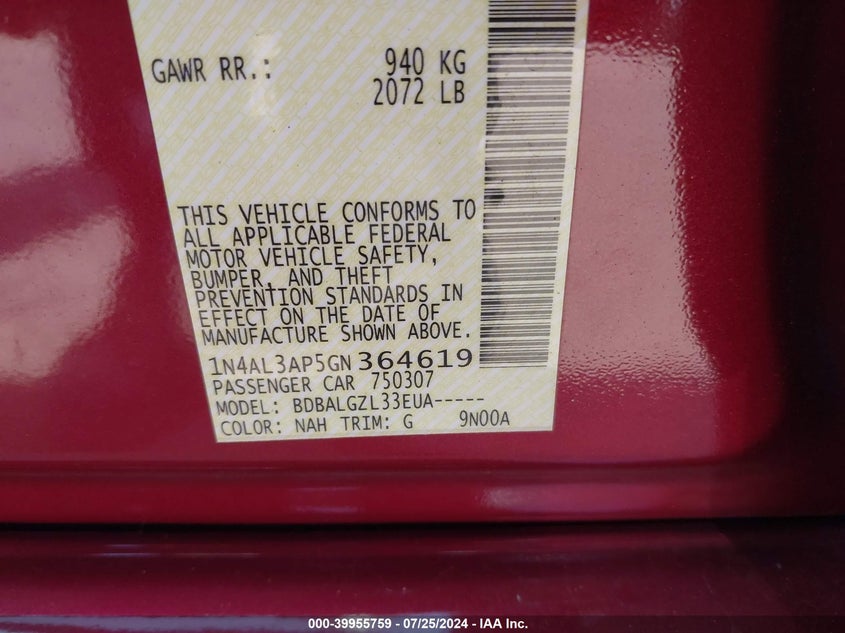 GAWR RR.: 940 KG
2072 LB
THIS VEHICLE CONFORMS TO
ALL APPLICABLE FEDERAL
MOTOR VEHICLE SAFETY,
BUMPER, AND THEFT
PREVENTION STANDARDS IN
EFFECT ON THE DATE OF
MANUFACTURE SHOWN ABOVE.
1N4AL3AP5GN364619
PASSENGER CAR 750307
MODEL: BDBALGZL33EUA-----
COLOR: NAH TRIM: G 9N00A
000-39955759 - 07/25/2024 - IAA Inc.